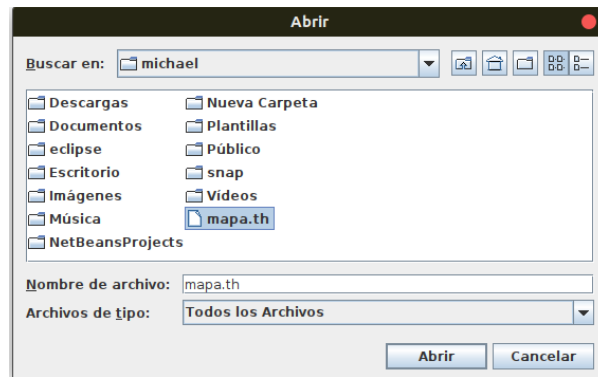 Abrir
Buscar en: michael
Descargas
Documentos
eclipse
Escritorio
Imágenes
Música
NetBeansProjects
Nueva Carpeta
Plantillas
Público
snap
Vídeos
mapa.th
Nombre de archivo: mapa.th
Archivos de tipo: Todos los Archivos
Abrir Cancelar